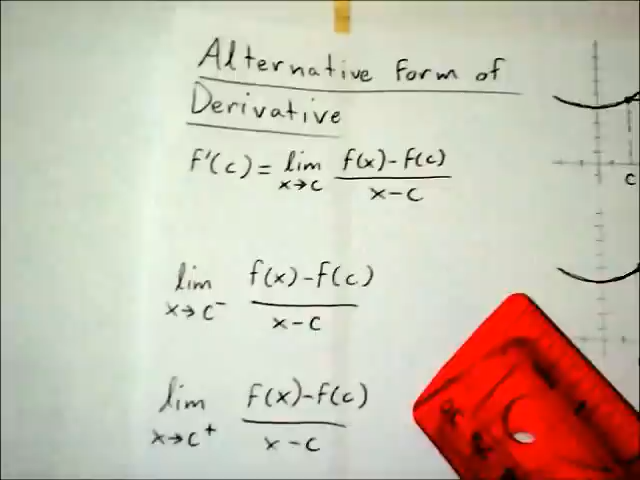 Alternative Form of
Derivative
f'(c) = lim x→c f(x)-f(c) / x-c
lim x→c⁻ f(x)-f(c) / x-c
lim x→c⁺ f(x)-f(c) / x-c
c